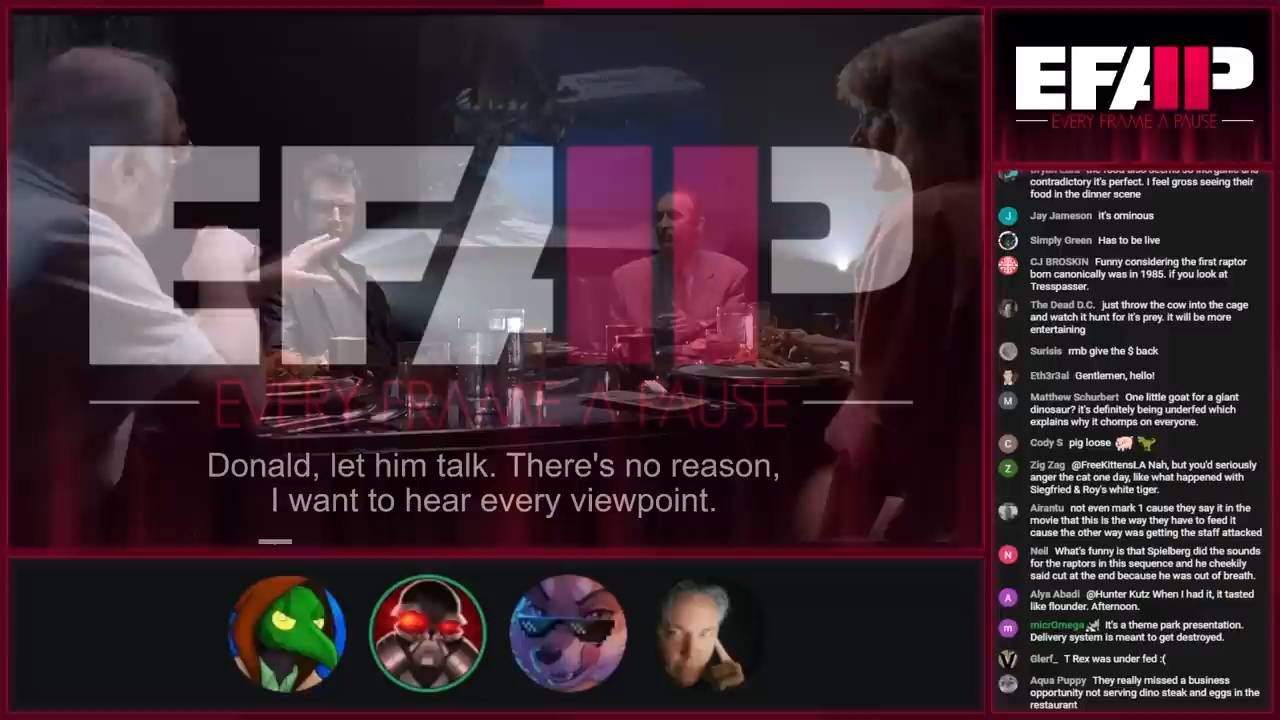 EFAP
EVERY FRAME A PAUSE
Donald, let him talk. There's no reason,
I want to hear every viewpoint.
EFAP
EVERY FRAME A PAUSE
contradictory it's perfect. I feel gross seeing their
food in the dinner scene
J Jay Jameson it's ominous
Simply Green Has to be live
CJ BROSKIN Funny considering the first raptor
born canonically was in 1985. if you look at
Tresspasser.
The Dead D.C. just throw the cow into the cage
and watch it hunt for it's prey. it will be more
entertaining
Surisis rmb give the $ back
Eth3r3al Gentlemen, hello!
M Matthew Schurbert One little goat for a giant
dinosaur? it's definitely being underfed which
explains why it chomps on everyone.
C Cody S pig loose 🐖 🦖
Z Zig Zag @FreeKittensLA Nah, but you'd seriously
anger the cat one day, like what happened with
Siegfried & Roy's white tiger.
Airantu not even mark 1 cause they say it in the
movie that this is the way they have to feed it
cause the other way was getting the staff attacked
N Neil What's funny is that Spielberg did the sounds
for the raptors in this sequence and he cheekily
said cut at the end because he was out of breath.
A Alya Abadi @Hunter Kutz When I had it, it tasted
like flounder. Afternoon.
m micr0mega It's a theme park presentation.
Delivery system is meant to get destroyed.
Glerf_ T Rex was under fed :(
Aqua Puppy They really missed a business
opportunity not serving dino steak and eggs in the
restaurant